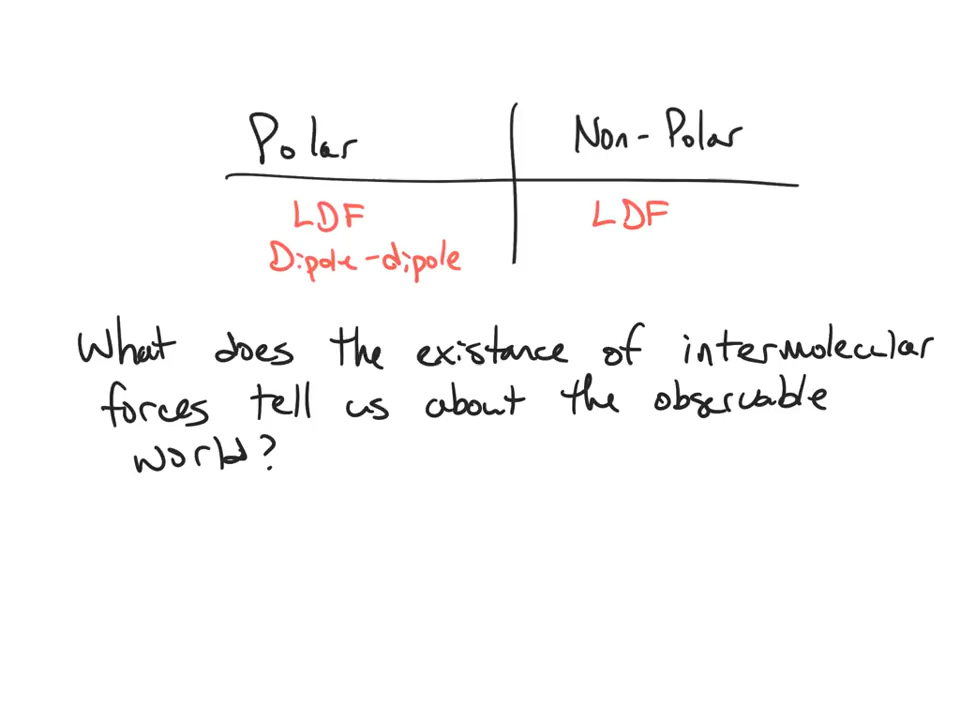 Polar Non-Polar
LDF LDF
Dipole-dipole
What does the existance of intermolecular
forces tell us about the observable
world?